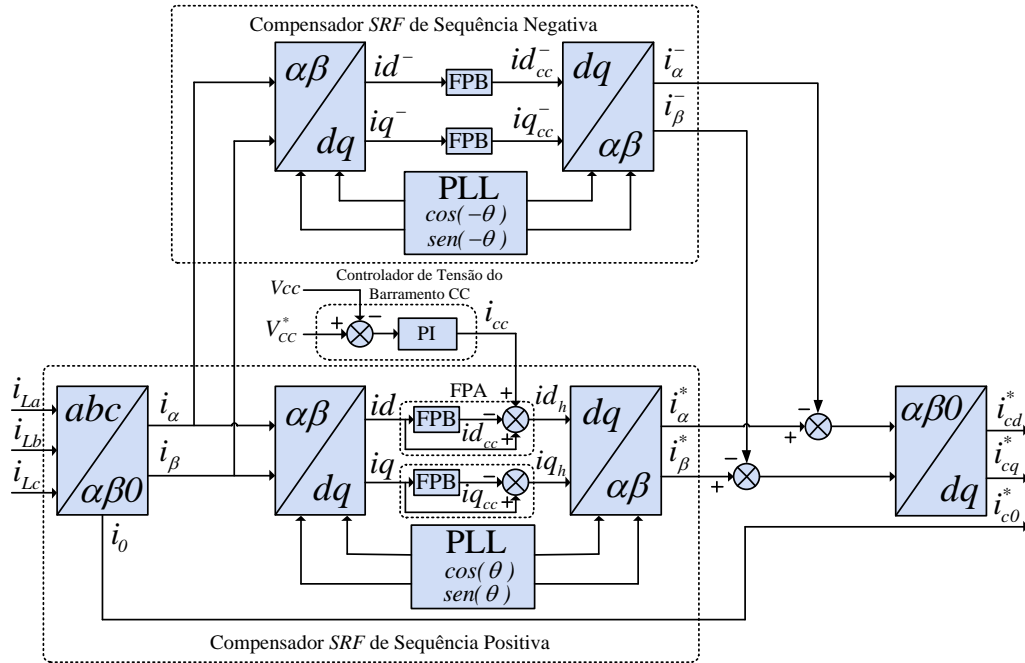 Compensador SRF de Sequência Negativa
αβ
dq
id⁻
FPB
id⁻cc
iq⁻
FPB
iq⁻cc
dq
αβ
i⁻α
i⁻β
PLL
cos(−θ)
sen(−θ)
Controlador de Tensão do
Barramento CC
Vcc
−
V*CC
+
PI
icc
iLa
iLb
iLc
abc
αβ0
iα
iβ
i0
αβ
dq
id
FPA
FPB
−
+
idcc
+
idh
iq
FPB
−
iqcc
+
iqh
dq
αβ
i*α
i*β
−
+
−
+
αβ0
dq
i*cd
i*cq
i*c0
PLL
cos(θ)
sen(θ)
Compensador SRF de Sequência Positiva